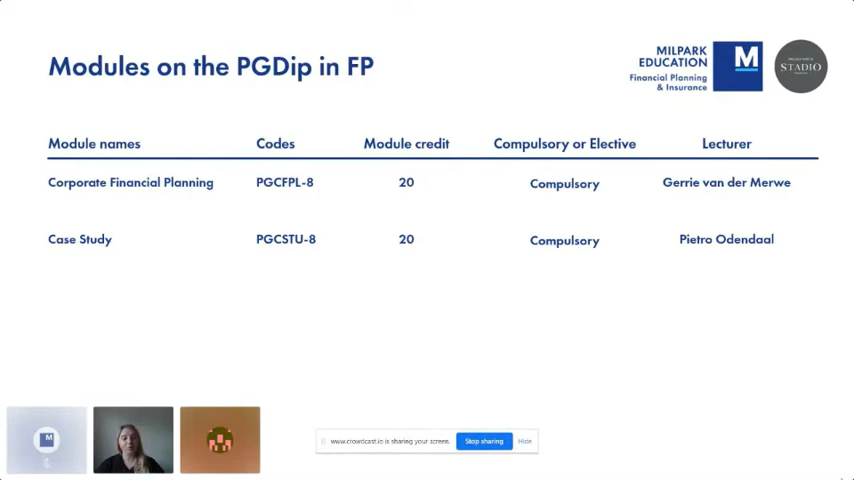 Modules on the PGDip in FP
MILPARK
EDUCATION
Financial Planning
& Insurance
M
STADIO
Module names Codes Module credit Compulsory or Elective Lecturer
Corporate Financial Planning PGCFPL-8 20 Compulsory Gerrie van der Merwe
Case Study PGCSTU-8 20 Compulsory Pietro Odendaal
M
www.crowdcast.io is sharing your screen. Stop sharing Hide